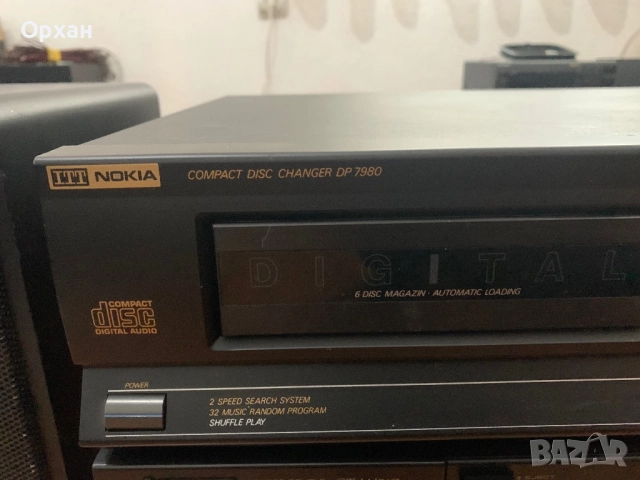 Орхан
ITT NOKIA
COMPACT DISC CHANGER DP 7980
DIGITAL
6 DISC MAGAZIN · AUTOMATIC LOADING
COMPACT
disc
DIGITAL AUDIO
POWER
2 SPEED SEARCH SYSTEM
32 MUSIC RANDOM PROGRAM
SHUFFLE PLAY
BAZAR